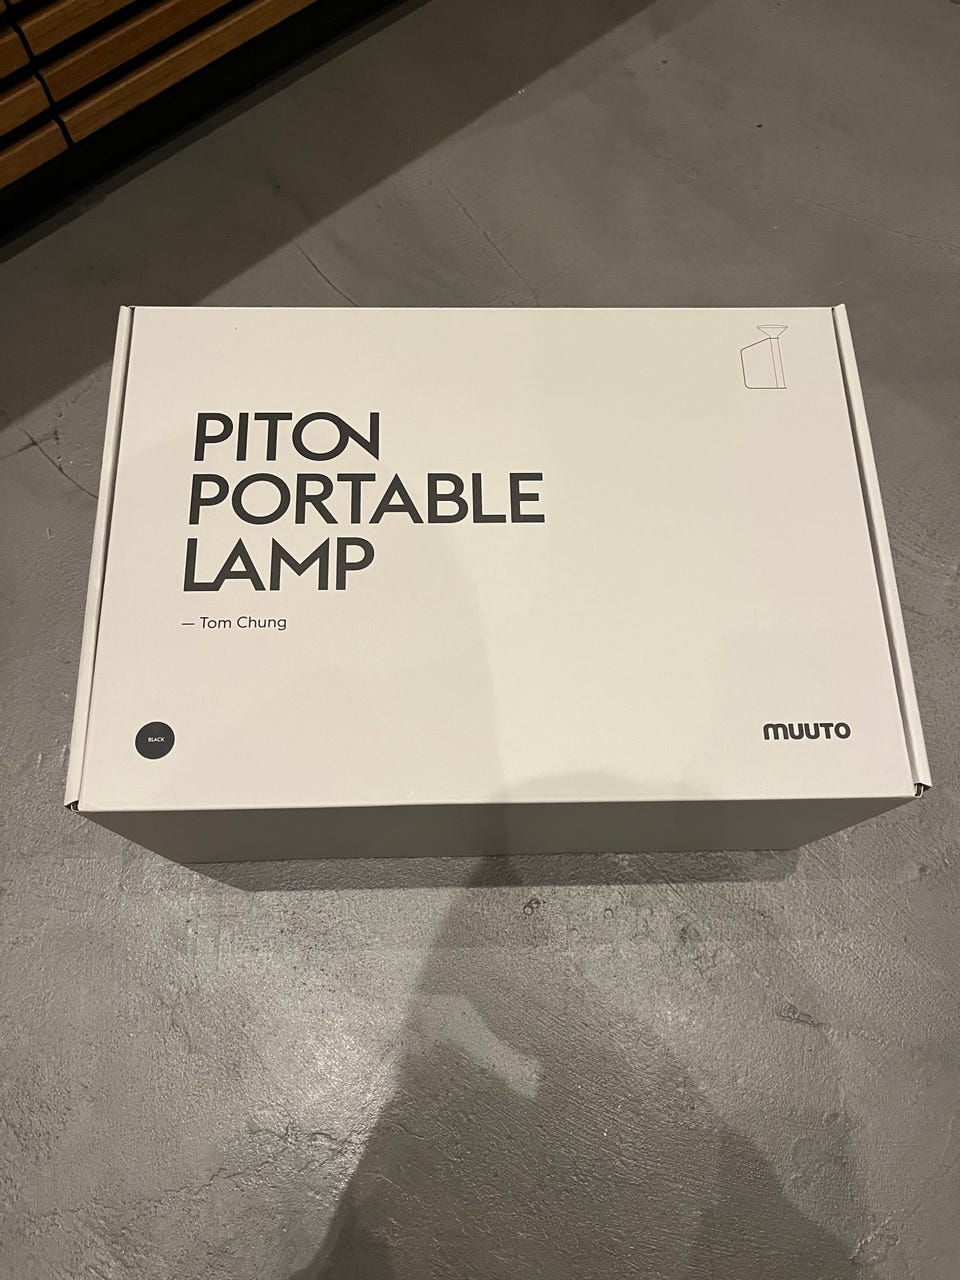 PITON
PORTABLE
LAMP
— Tom Chung
BLACK
MUUTO